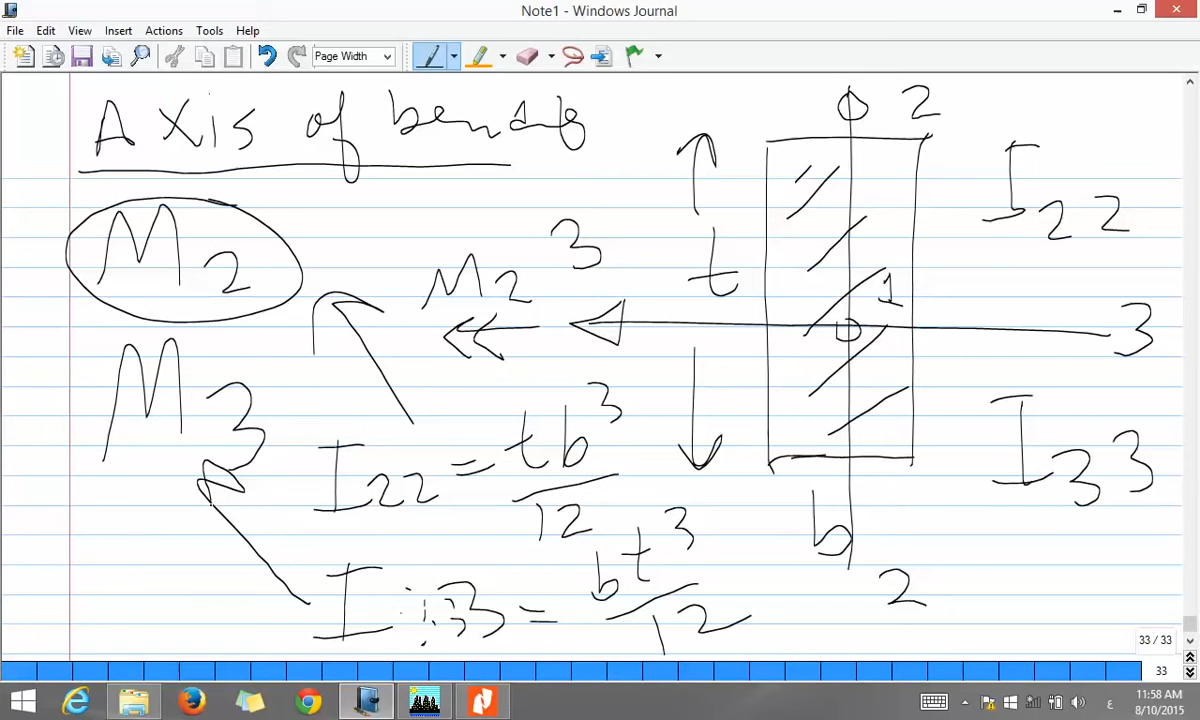 Note1 - Windows Journal
File Edit View Insert Actions Tools Help
Page Width
Axis of bending
2
M2
M3
M2
3
t
1
3
I22
I33
I22 = tb³/12
I33 = bt³/12
b
2
33 / 33
33
ع
11:58 AM
8/10/2015